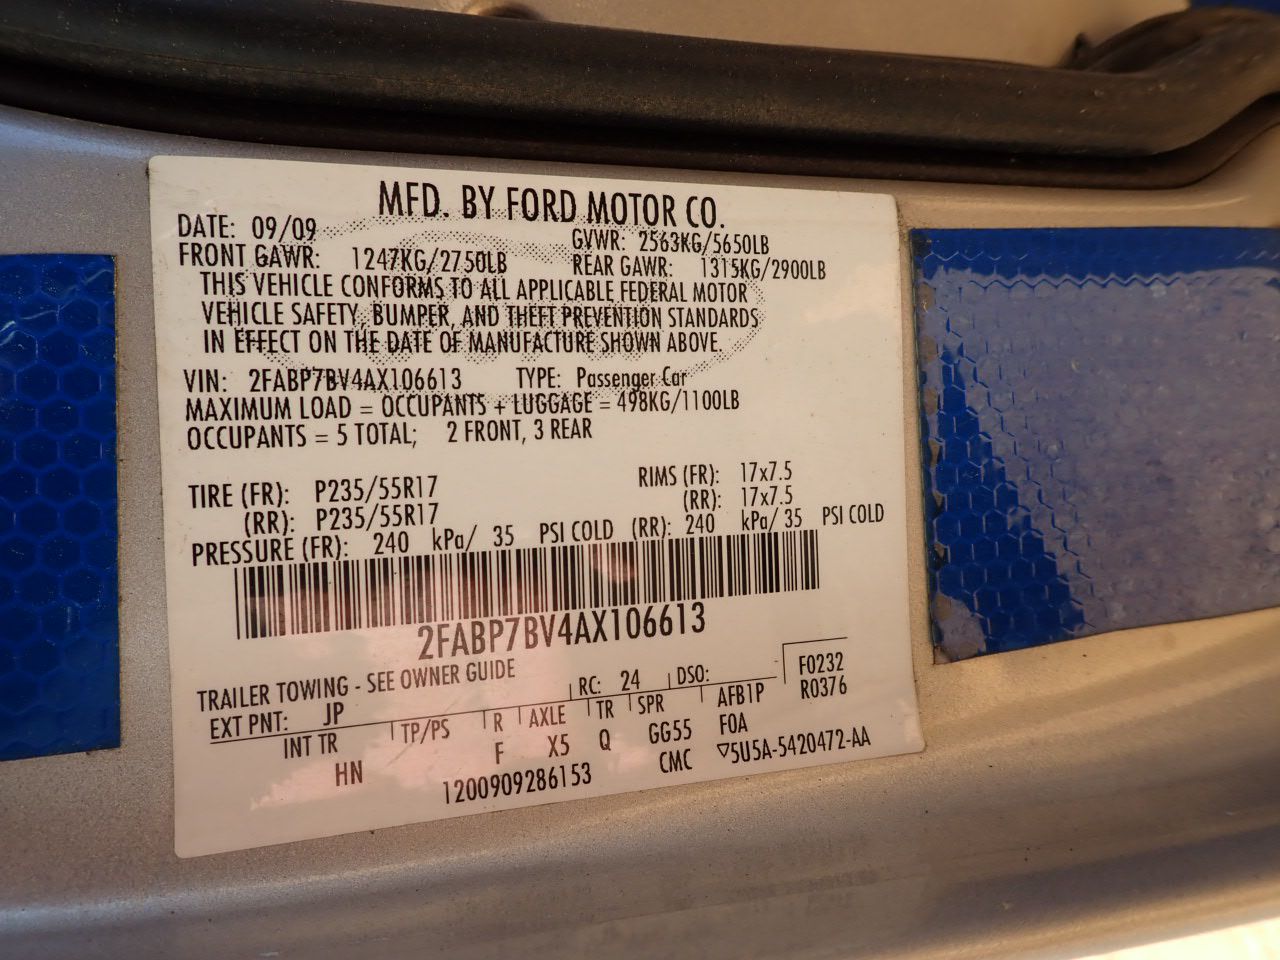 MFD. BY FORD MOTOR CO.
DATE: 09/09 GVWR: 2563KG/5650LB
FRONT GAWR: 1247KG/2750LB REAR GAWR: 1315KG/2900LB
THIS VEHICLE CONFORMS TO ALL APPLICABLE FEDERAL MOTOR
VEHICLE SAFETY, BUMPER, AND THEFT PREVENTION STANDARDS
IN EFFECT ON THE DATE OF MANUFACTURE SHOWN ABOVE.
VIN: 2FABP7BV4AX106613 TYPE: Passenger Car
MAXIMUM LOAD = OCCUPANTS + LUGGAGE = 498KG/1100LB
OCCUPANTS = 5 TOTAL; 2 FRONT, 3 REAR
TIRE (FR): P235/55R17 RIMS (FR): 17x7.5
(RR): P235/55R17 (RR): 17x7.5
PRESSURE (FR): 240 kPa/ 35 PSI COLD (RR): 240 kPa/ 35 PSI COLD
2FABP7BV4AX106613
TRAILER TOWING - SEE OWNER GUIDE
EXT PNT: JP RC: 24 DSO: F0232
R0376
INT TR TP/PS R AXLE TR SPR AFB1P
HN F X5 Q GG55 F0A
1200909286153 CMC ▽5U5A-5420472-AA